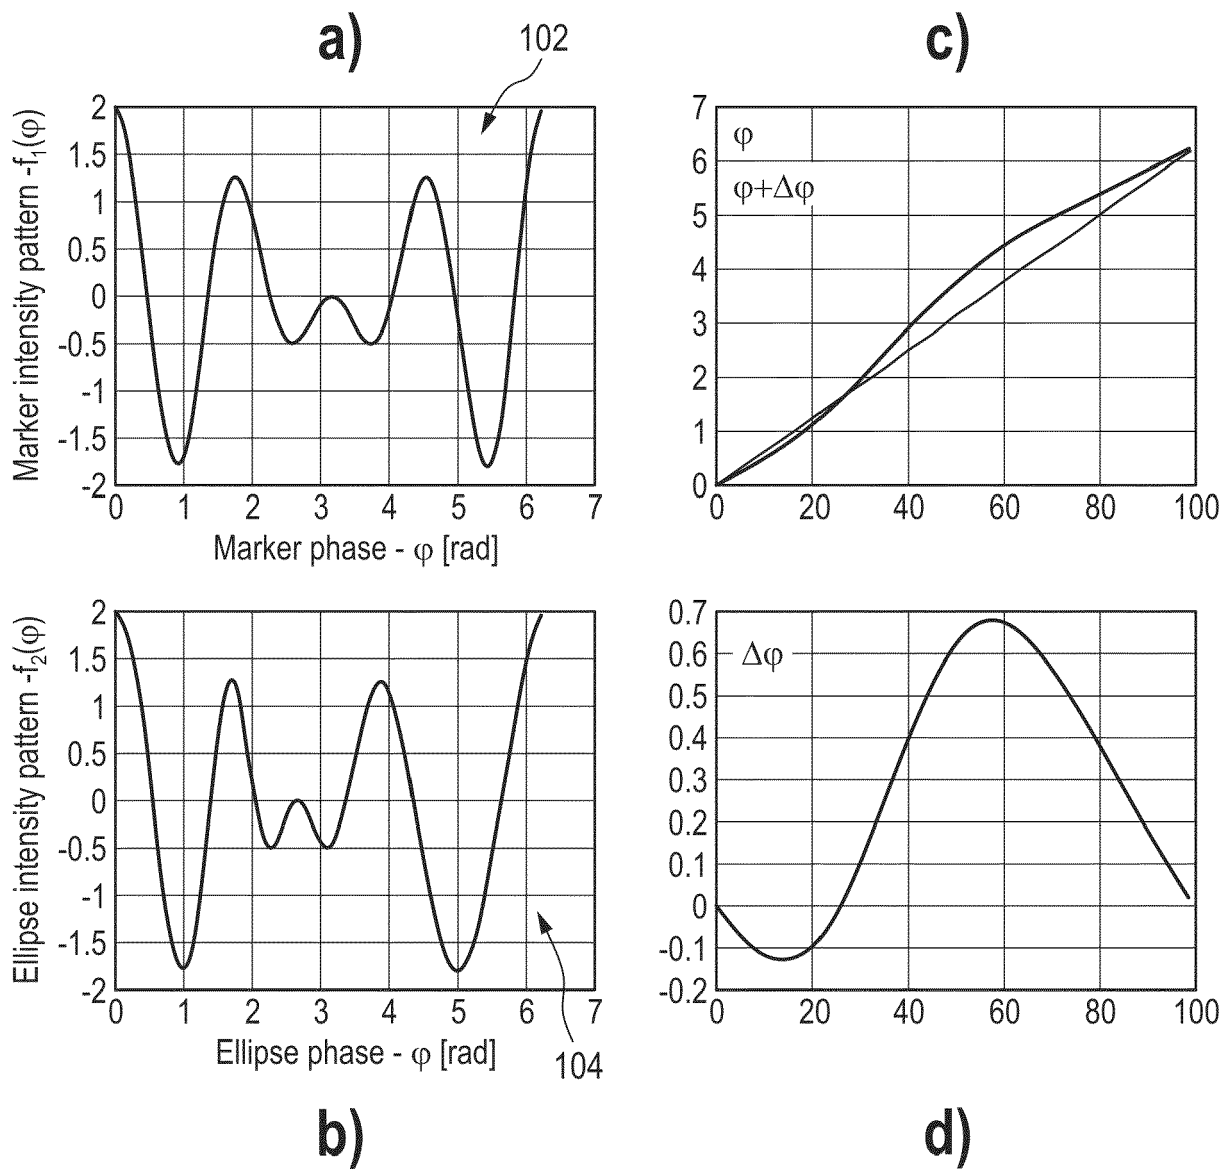 a)
102
Marker intensity pattern -f₁(φ)
2
1.5
1
0.5
0
-0.5
-1
-1.5
-2
0 1 2 3 4 5 6 7
Marker phase - φ [rad]
c)
7
6
5
4
3
2
1
0
φ
φ+Δφ
0 20 40 60 80 100
Ellipse intensity pattern -f₂(φ)
2
1.5
1
0.5
0
-0.5
-1
-1.5
-2
0 1 2 3 4 5 6 7
Ellipse phase - φ [rad]
104
b)
0.7
0.6
0.5
0.4
0.3
0.2
0.1
0
-0.1
-0.2
Δφ
0 20 40 60 80 100
d)